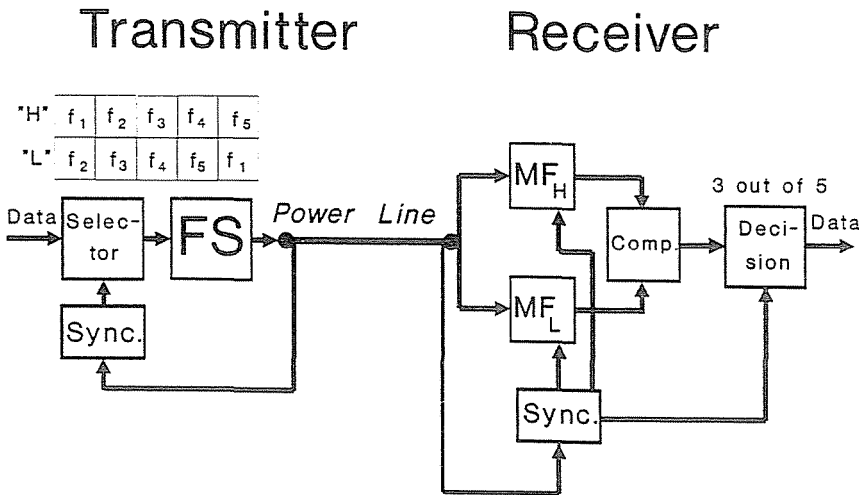 Transmitter
Receiver
"H" f1 f2 f3 f4 f5
"L" f2 f3 f4 f5 f1
Data
Selec-
tor
FS
Power Line
Sync.
MFH
MFL
Comp.
3 out of 5
Deci-
sion
Data
Sync.